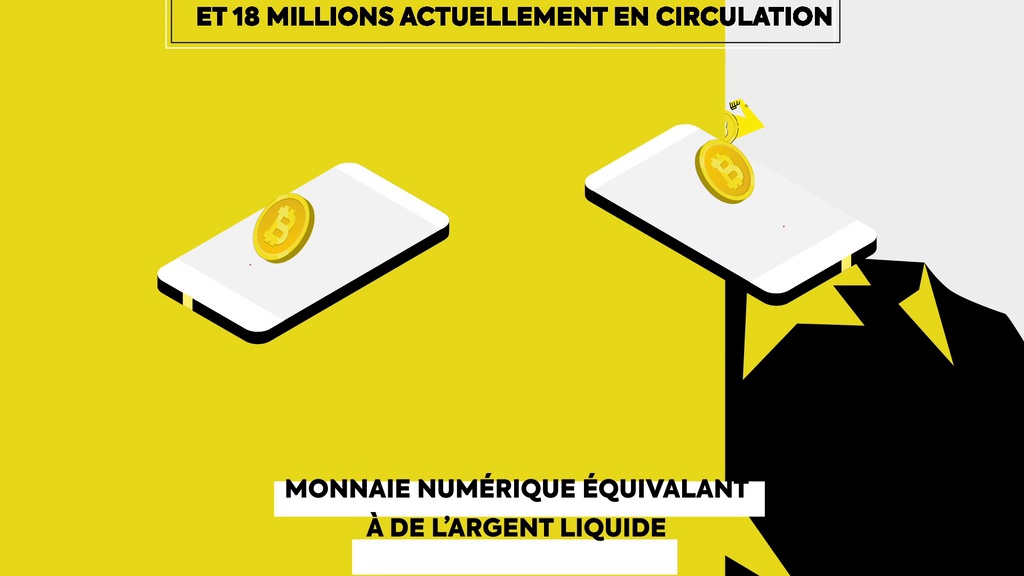 ET 18 MILLIONS ACTUELLEMENT EN CIRCULATION
MONNAIE NUMÉRIQUE ÉQUIVALANT
À DE L'ARGENT LIQUIDE